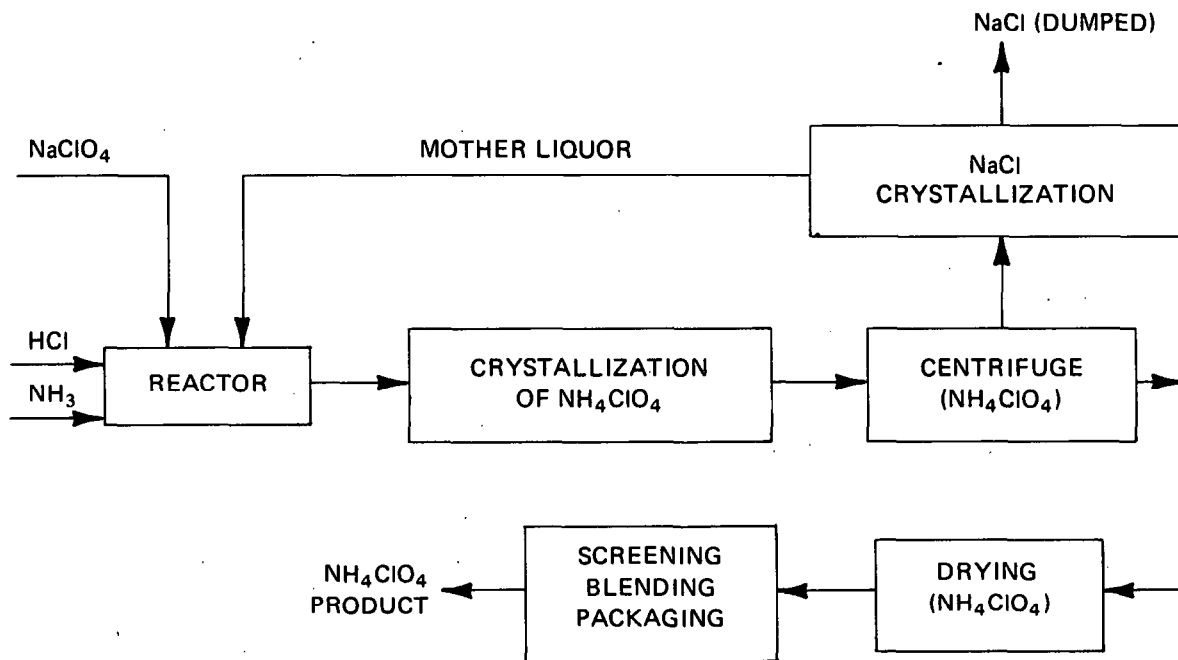 NaCl (DUMPED)
NaClO₄
MOTHER LIQUOR
NaCl
CRYSTALLIZATION
HCl
NH₃
REACTOR
CRYSTALLIZATION
OF NH₄ClO₄
CENTRIFUGE
(NH₄ClO₄)
NH₄ClO₄
PRODUCT
SCREENING
BLENDING
PACKAGING
DRYING
(NH₄ClO₄)